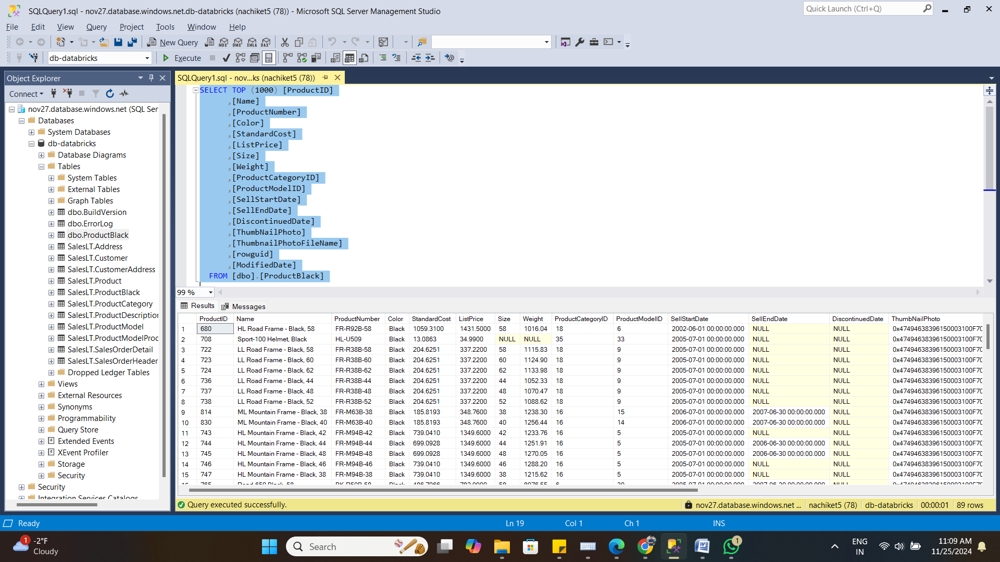 SQLQuery1.sql - nov27.database.windows.net.db-databricks (nachiket5 (78)) - Microsoft SQL Server Management Studio
Quick Launch (Ctrl+Q)
File Edit View Query Project Tools Window Help
New Query MDX DMX XMLA DAX
db-databricks Execute
Object Explorer
Connect
nov27.database.windows.net (SQL Ser
Databases
System Databases
db-databricks
Database Diagrams
Tables
System Tables
External Tables
Graph Tables
dbo.BuildVersion
dbo.ErrorLog
dbo.ProductBlack
SalesLT.Address
SalesLT.Customer
SalesLT.CustomerAddress
SalesLT.Product
SalesLT.ProductBlack
SalesLT.ProductCategory
SalesLT.ProductDescription
SalesLT.ProductModel
SalesLT.ProductModelProd
SalesLT.SalesOrderDetail
SalesLT.SalesOrderHeader
Dropped Ledger Tables
Views
External Resources
Synonyms
Programmability
Query Store
Extended Events
XEvent Profiler
Storage
Security
Security
Integration Services Catalogs
SQLQuery1.sql - nov...ks (nachiket5 (78))
SELECT TOP (1000) [ProductID]
,[Name]
,[ProductNumber]
,[Color]
,[StandardCost]
,[ListPrice]
,[Size]
,[Weight]
,[ProductCategoryID]
,[ProductModelID]
,[SellStartDate]
,[SellEndDate]
,[DiscontinuedDate]
,[ThumbNailPhoto]
,[ThumbnailPhotoFileName]
,[rowguid]
,[ModifiedDate]
FROM [dbo].[ProductBlack]
99 %
Results Messages
ProductID Name ProductNumber Color StandardCost ListPrice Size Weight ProductCategoryID ProductModelID SellStartDate SellEndDate DiscontinuedDate ThumbNailPhoto
1 680 HL Road Frame - Black, 58 FR-R92B-58 Black 1059.3100 1431.5000 58 1016.04 18 6 2002-06-01 00:00:00.000 NULL NULL 0x47494638396150003100F70
2 708 Sport-100 Helmet, Black HL-U509 Black 13.0863 34.9900 NULL NULL 35 33 2005-07-01 00:00:00.000 NULL NULL 0x47494638396150003100F70
3 722 LL Road Frame - Black, 58 FR-R38B-58 Black 204.6251 337.2200 58 1115.83 18 9 2005-07-01 00:00:00.000 NULL NULL 0x47494638396150003100F70
4 723 LL Road Frame - Black, 60 FR-R38B-60 Black 204.6251 337.2200 60 1124.90 18 9 2005-07-01 00:00:00.000 NULL NULL 0x47494638396150003100F70
5 724 LL Road Frame - Black, 62 FR-R38B-62 Black 204.6251 337.2200 62 1133.98 18 9 2005-07-01 00:00:00.000 NULL NULL 0x47494638396150003100F70
6 736 LL Road Frame - Black, 44 FR-R38B-44 Black 204.6251 337.2200 44 1052.33 18 9 2005-07-01 00:00:00.000 NULL NULL 0x47494638396150003100F70
7 737 LL Road Frame - Black, 48 FR-R38B-48 Black 204.6251 337.2200 48 1070.47 18 9 2005-07-01 00:00:00.000 NULL NULL 0x47494638396150003100F70
8 738 LL Road Frame - Black, 52 FR-R38B-52 Black 204.6251 337.2200 52 1088.62 18 9 2005-07-01 00:00:00.000 NULL NULL 0x47494638396150003100F70
9 814 ML Mountain Frame - Black, 38 FR-M63B-38 Black 185.8193 348.7600 38 1238.30 16 15 2006-07-01 00:00:00.000 2007-06-30 00:00:00.000 NULL 0x47494638396150003100F70
10 830 ML Mountain Frame - Black, 40 FR-M63B-40 Black 185.8193 348.7600 40 1256.44 16 14 2006-07-01 00:00:00.000 2007-06-30 00:00:00.000 NULL 0x47494638396150003100F70
11 743 HL Mountain Frame - Black, 42 FR-M94B-42 Black 739.0410 1349.6000 42 1233.76 16 5 2005-07-01 00:00:00.000 NULL NULL 0x47494638396150003100F70
12 744 HL Mountain Frame - Black, 44 FR-M94B-44 Black 699.0928 1349.6000 44 1251.91 16 5 2005-07-01 00:00:00.000 2006-06-30 00:00:00.000 NULL 0x47494638396150003100F70
13 745 HL Mountain Frame - Black, 48 FR-M94B-48 Black 699.0928 1349.6000 48 1270.05 16 5 2005-07-01 00:00:00.000 2006-06-30 00:00:00.000 NULL 0x47494638396150003100F70
14 746 HL Mountain Frame - Black, 46 FR-M94B-46 Black 739.0410 1349.6000 46 1288.20 16 5 2005-07-01 00:00:00.000 NULL NULL 0x47494638396150003100F70
15 747 HL Mountain Frame - Black, 38 FR-M94B-38 Black 739.0410 1349.6000 38 1215.62 16 5 2005-07-01 00:00:00.000 NULL NULL 0x47494638396150003100F70
Query executed successfully. nov27.database.windows.net ... nachiket5 (78) db-databricks 00:00:01 89 rows
Ready Ln 19 Col 1 Ch 1 INS
1 -2°F
Cloudy
Search
1
ENG
IN
11:09 AM
11/25/2024